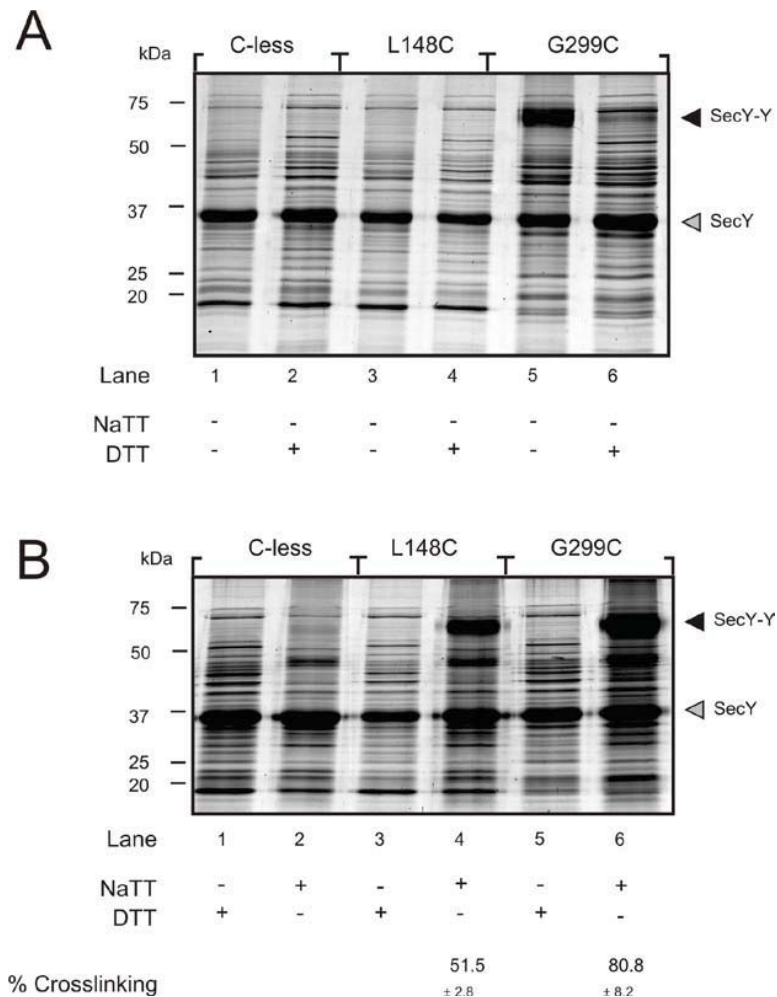 A
kDa
C-less L148C G299C
75
50
37
25
20
SecY-Y
SecY
Lane 1 2 3 4 5 6
NaTT - - - - - -
DTT - + - + - +
B
kDa
C-less L148C G299C
75
50
37
25
20
SecY-Y
SecY
Lane 1 2 3 4 5 6
NaTT - + - + - +
DTT + - + - + -
51.5 80.8
% Crosslinking ± 2.8 ± 8.2